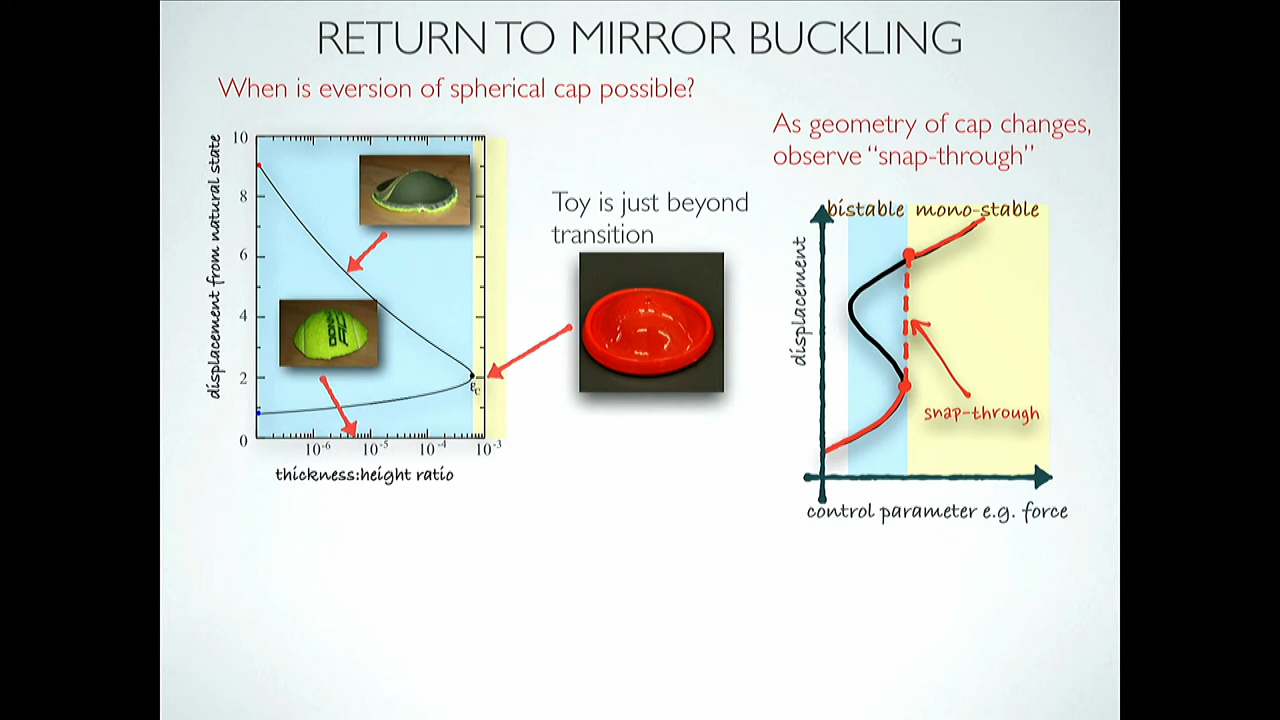 RETURN TO MIRROR BUCKLING
When is eversion of spherical cap possible?
As geometry of cap changes,
observe “snap-through”
displacement from natural state
10
8
6
4
2
0
10-6
10-5
10-4
10-3
εc
thickness:height ratio
Toy is just beyond
transition
bistable
mono-stable
displacement
snap-through
control parameter e.g. force